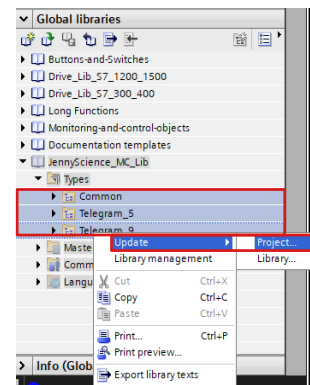 Global libraries
Buttons-and-Switches
Drive_Lib_S7_1200_1500
Drive_Lib_S7_300_400
Long Functions
Monitoring-and-control-objects
Documentation templates
JennyScience_MC_Lib
Types
Common
Telegram_5
Telegram_9
Maste
Comm
Langu
Update
Project...
Library management
Library...
Cut Ctrl+X
Copy Ctrl+C
Paste Ctrl+V
Print... Ctrl+P
Print preview...
Export library texts
Info (Glob